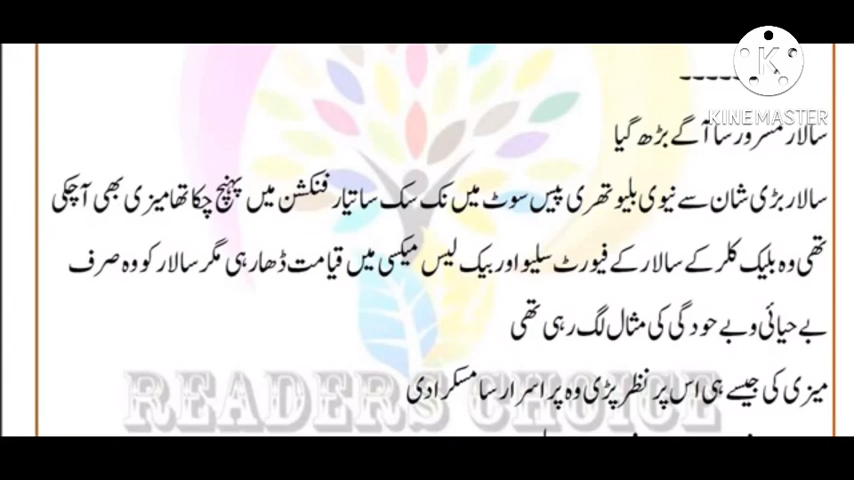 KINEMASTER
سالار مسرور سا آگے بڑھ گیا
سالار بڑی شان سے نیوی بلیو تھری پیس سوٹ میں نک سک سا تیار فنکشن میں پہنچ چکا تھا میزی بھی آچکی
تھی وہ بلیک کلر کے سالار کے فیورٹ سلیو اور بیک لیس میکسی میں قیامت ڈھا رہی مگر سالار کو وہ صرف
بے حیائی و بے حودگی کی مثال لگ رہی تھی
میزی کی جیسے ہی اس پر نظر پڑی وہ پر اسرار سا مسکرا دی
READERS CHOICE